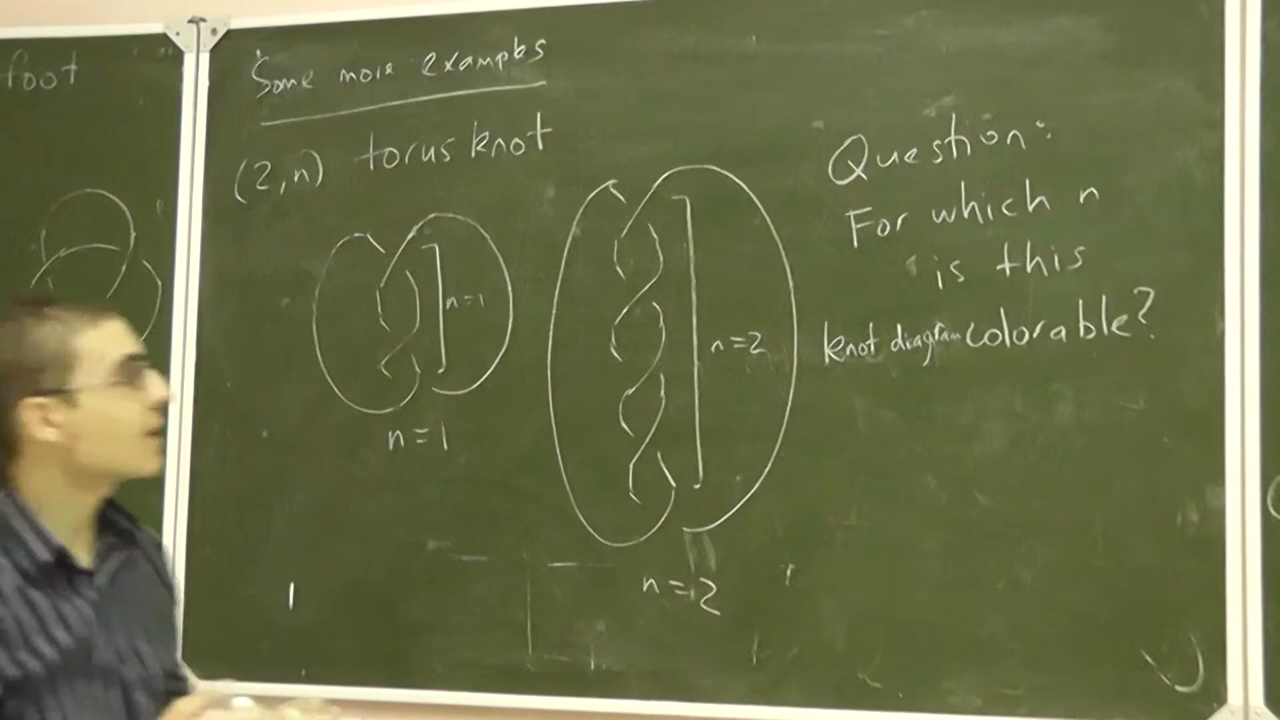 foot
Some more examples
(2,n) torus knot
n=1
n=1
n=2
n=2
Question:
For which n
is this
knot diagram colorable?